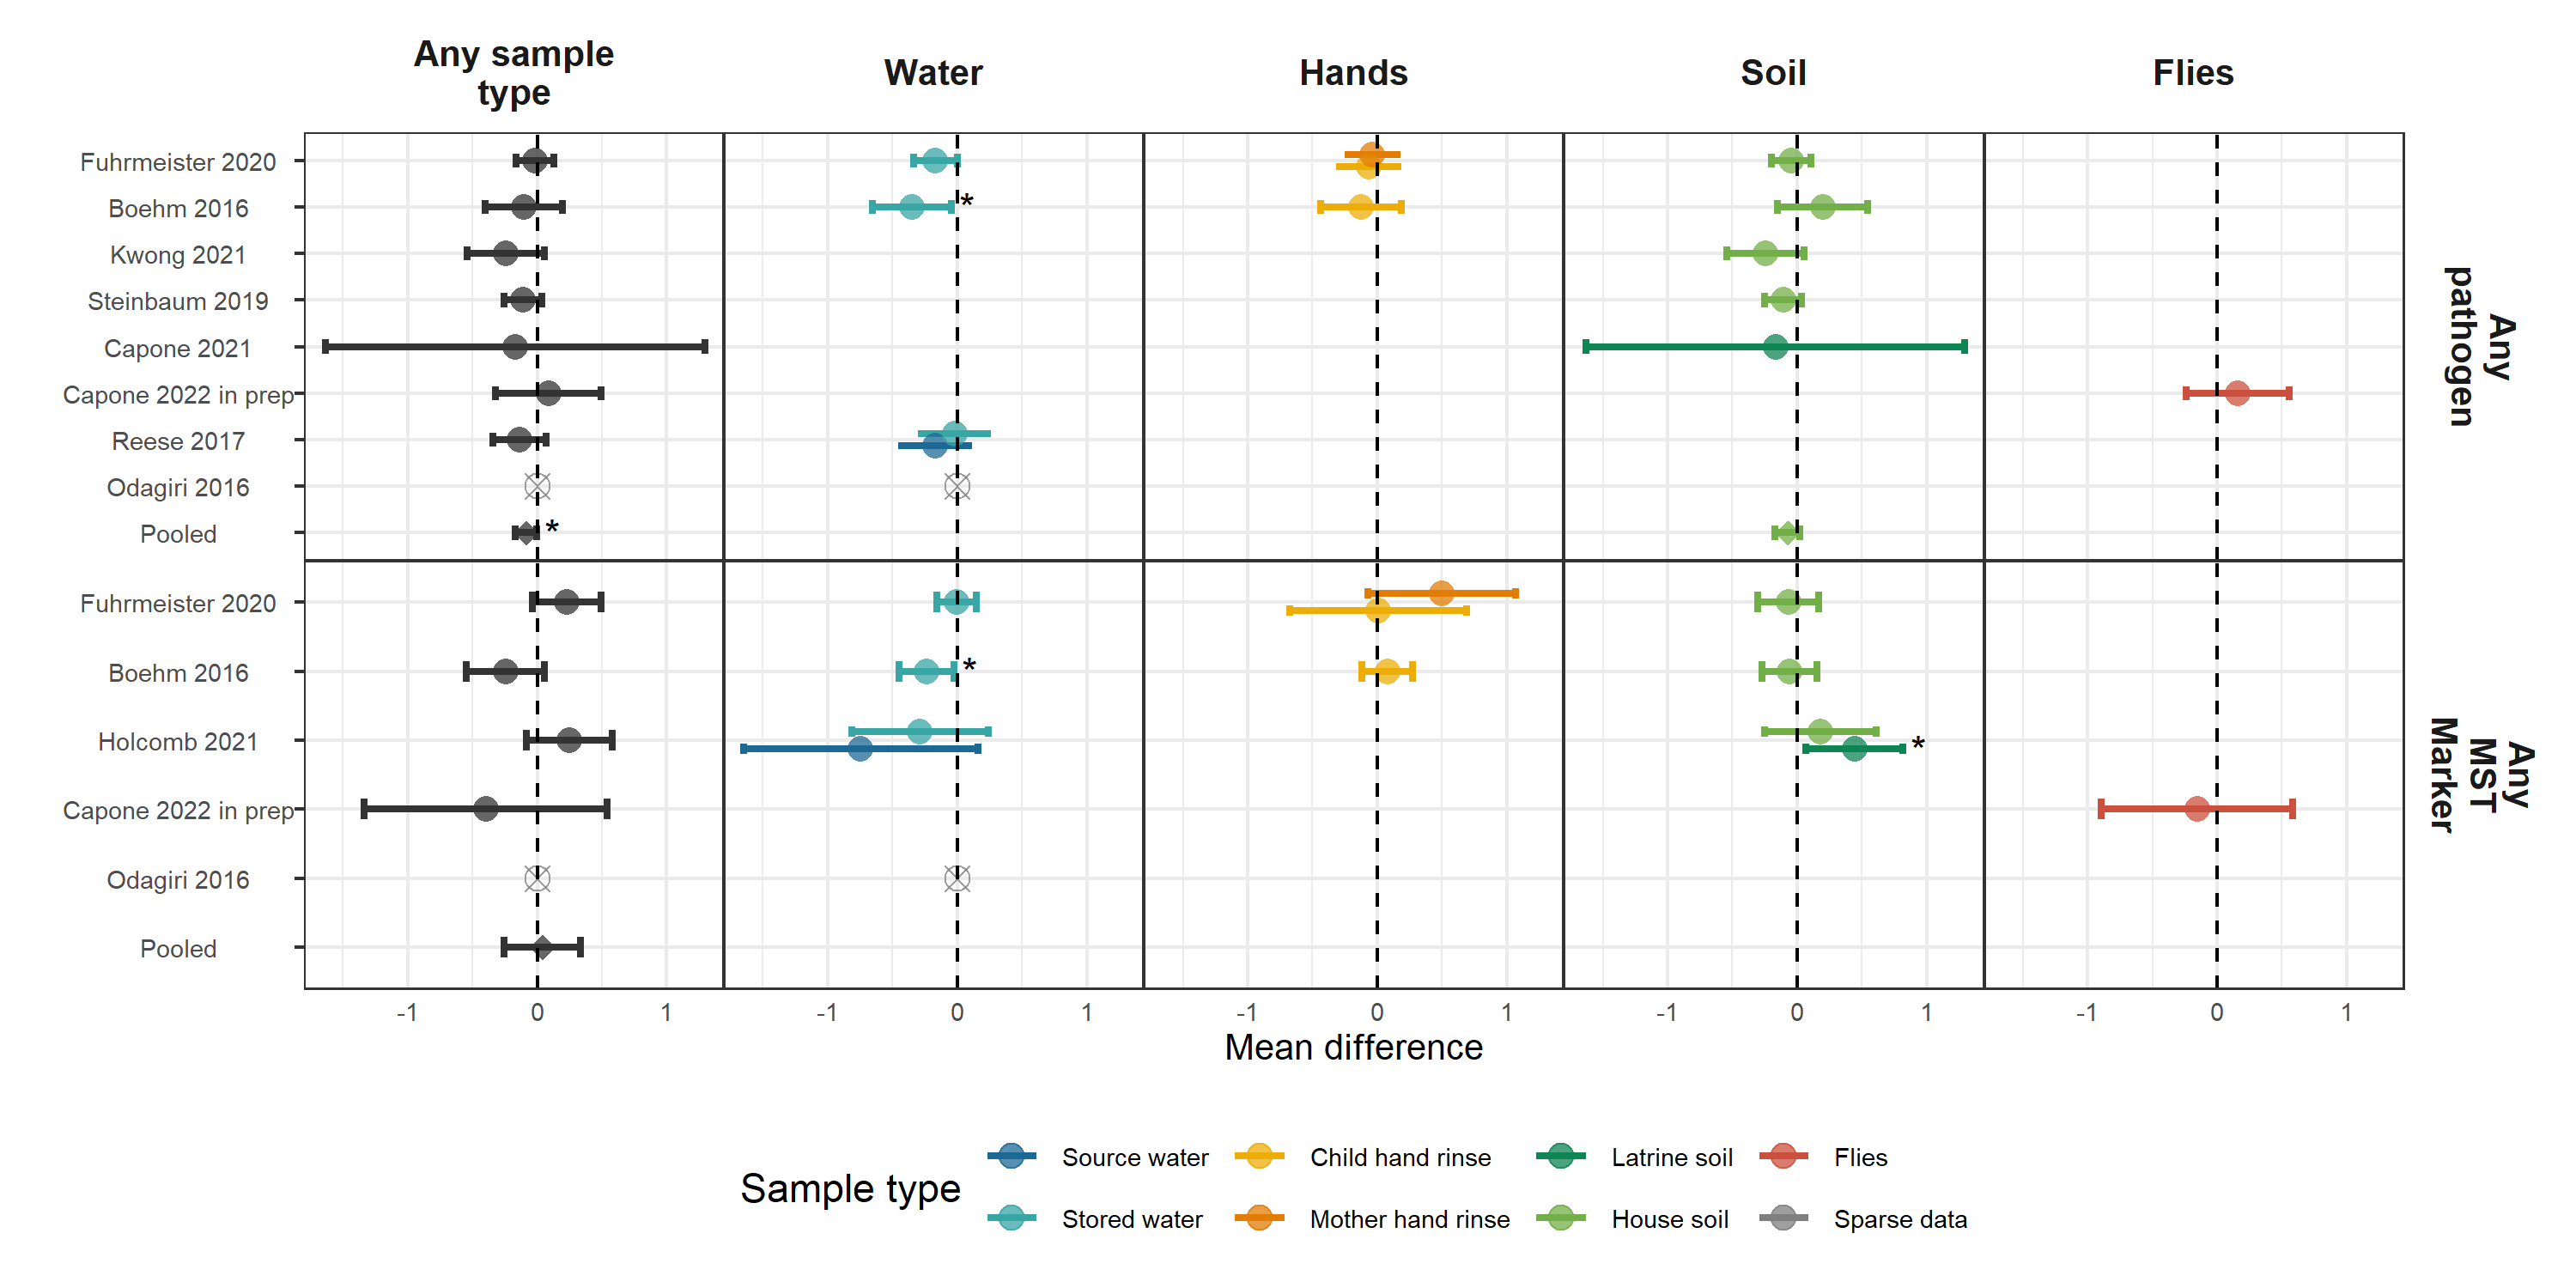 Any sample
type
Water
Hands
Soil
Flies
Fuhrmeister 2020
Boehm 2016
*
Kwong 2021
Steinbaum 2019
Capone 2021
Capone 2022 in prep
Reese 2017
Odagiri 2016
Pooled
*
Any
pathogen
Fuhrmeister 2020
Boehm 2016
*
Holcomb 2021
*
Capone 2022 in prep
Odagiri 2016
Pooled
Any
MST
Marker
-1 0 1 -1 0 1 -1 0 1 -1 0 1 -1 0 1
Mean difference
Sample type
Source water Child hand rinse Latrine soil Flies
Stored water Mother hand rinse House soil Sparse data